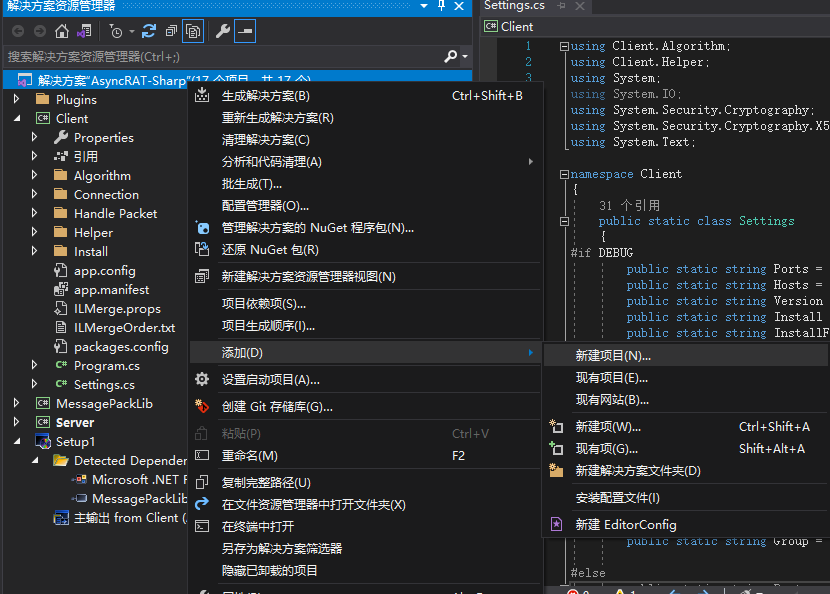 解决方案资源管理器
搜索解决方案资源管理器(Ctrl+;)
解决方案"AsyncRAT-Sharp"(17 个项目，共 17 个)
Plugins
Client
Properties
引用
Algorithm
Connection
Handle Packet
Helper
Install
app.config
app.manifest
ILMerge.props
ILMergeOrder.txt
packages.config
Program.cs
Settings.cs
MessagePackLib
Server
Setup1
Detected Dependen
Microsoft .NET F
MessagePackLib
主输出 from Client (
生成解决方案(B) Ctrl+Shift+B
重新生成解决方案(R)
清理解决方案(C)
分析和代码清理(A)
批生成(T)...
配置管理器(O)...
管理解决方案的 NuGet 程序包(N)...
还原 NuGet 包(R)
新建解决方案资源管理器视图(N)
项目依赖项(S)...
项目生成顺序(I)...
添加(D)
设置启动项目(A)...
创建 Git 存储库(G)...
粘贴(P) Ctrl+V
重命名(M) F2
复制完整路径(U)
在文件资源管理器中打开文件夹(X)
在终端中打开
另存为解决方案筛选器
隐藏已卸载的项目
新建项目(N)...
现有项目(E)...
现有网站(B)...
新建项(W)... Ctrl+Shift+A
现有项(G)... Shift+Alt+A
新建解决方案文件夹(D)
安装配置文件(I)
新建 EditorConfig
Settings.cs
Client
1 using Client.Algorithm;
2 using Client.Helper;
3 using System;
using System.IO;
using System.Security.Cryptography;
using System.Security.Cryptography.X5
using System.Text;
namespace Client
{
31 个引用
public static class Settings
{
#if DEBUG
public static string Ports =
public static string Hosts =
public static string Version
public static string Install
public static string InstallF
public static string Group =
#else